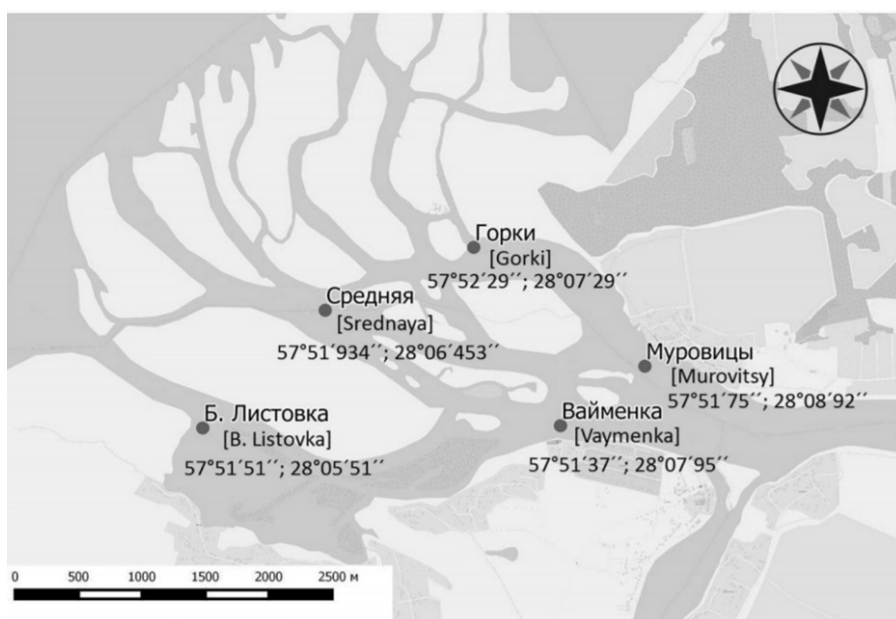 Горки
[Gorki]
57°52´29´´; 28°07´29´´
Средняя
[Srednaya]
57°51´934´´; 28°06´453´´
Муровицы
[Murovitsy]
57°51´75´´; 28°08´92´´
Б. Листовка
[B. Listovka]
57°51´51´´; 28°05´51´´
Вайменка
[Vaymenka]
57°51´37´´; 28°07´95´´
0 500 1000 1500 2000 2500 м